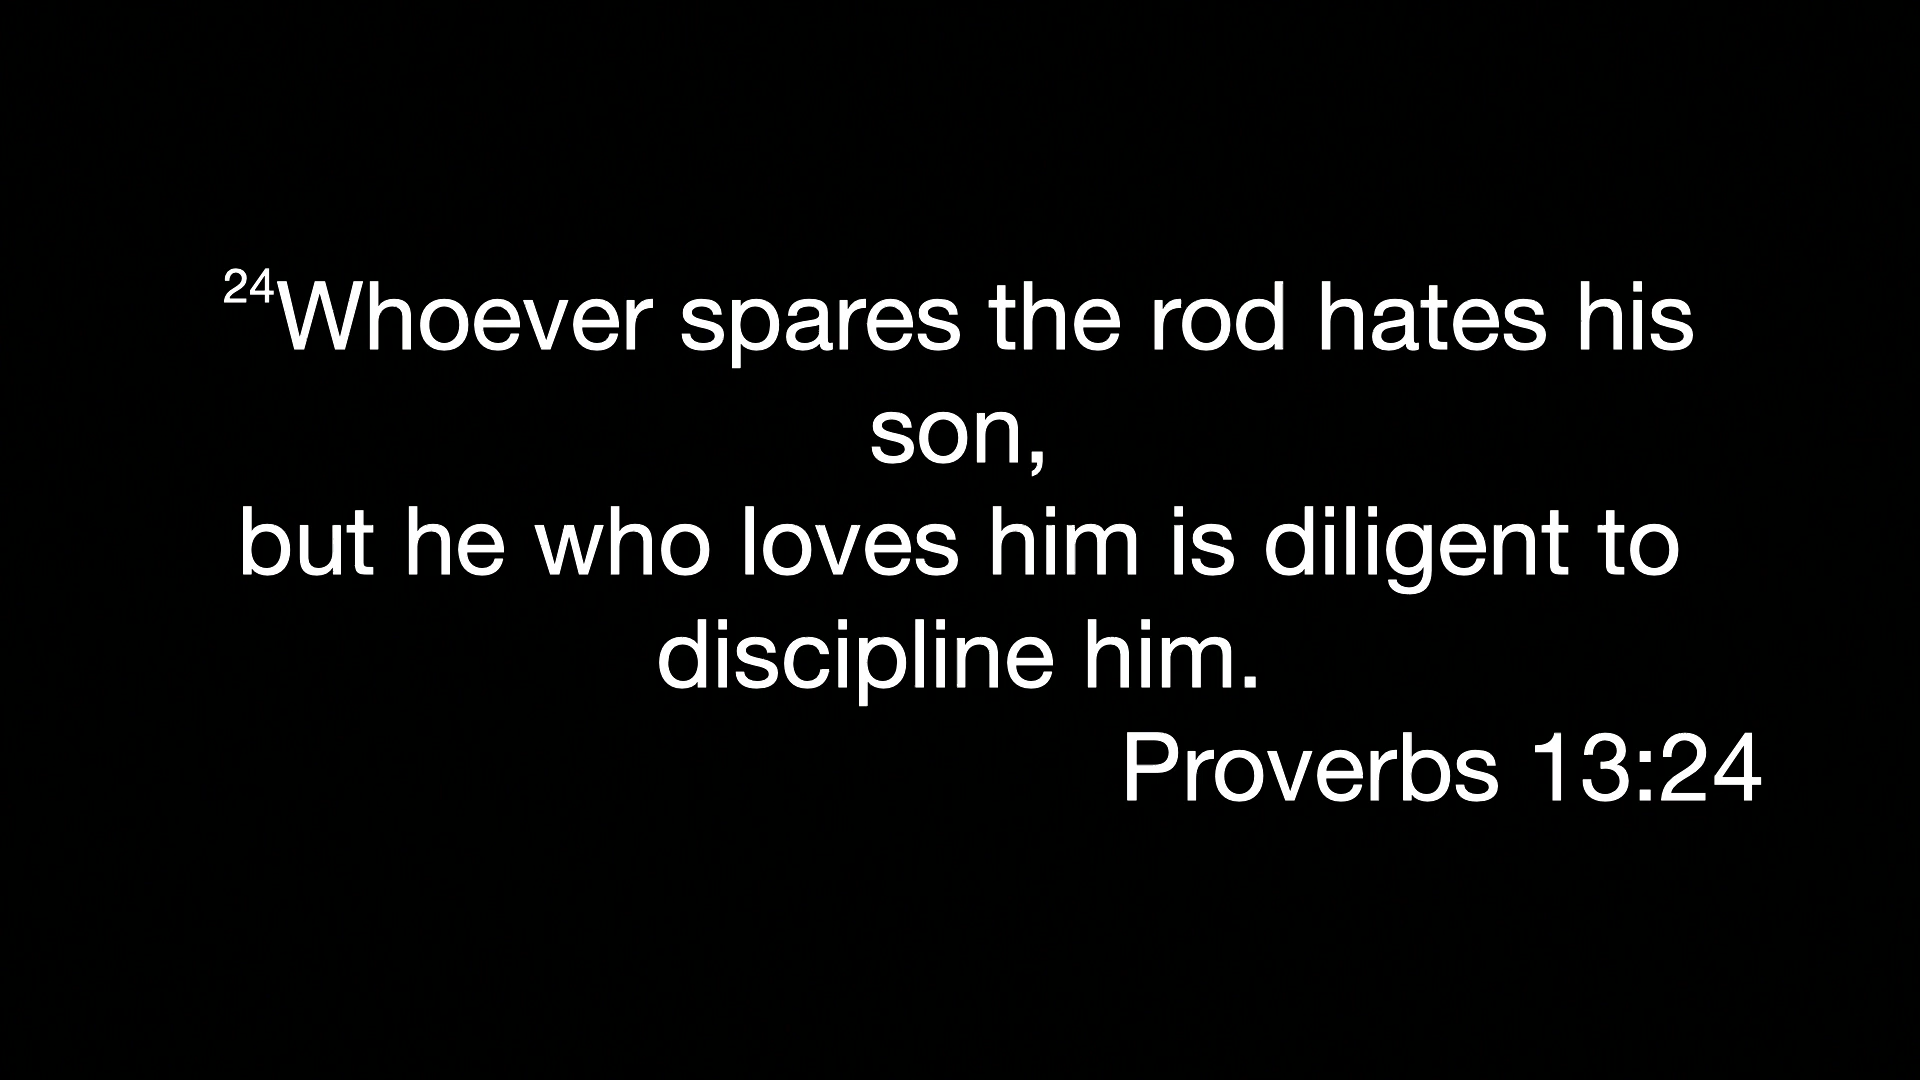 24Whoever spares the rod hates his
son,
but he who loves him is diligent to
discipline him.
Proverbs 13:24